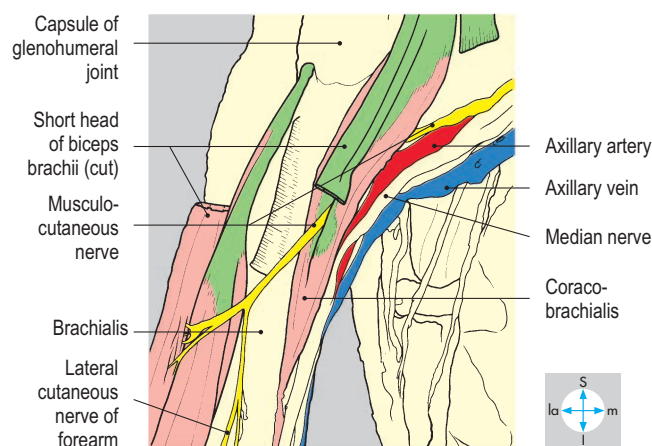 Capsule of
glenohumeral
joint
Short head
of biceps
brachii (cut)
Musculo-
cutaneous
nerve
Brachialis
Lateral
cutaneous
nerve of
forearm
Axillary artery
Axillary vein
Median nerve
Coraco-
brachialis
S
la m
I